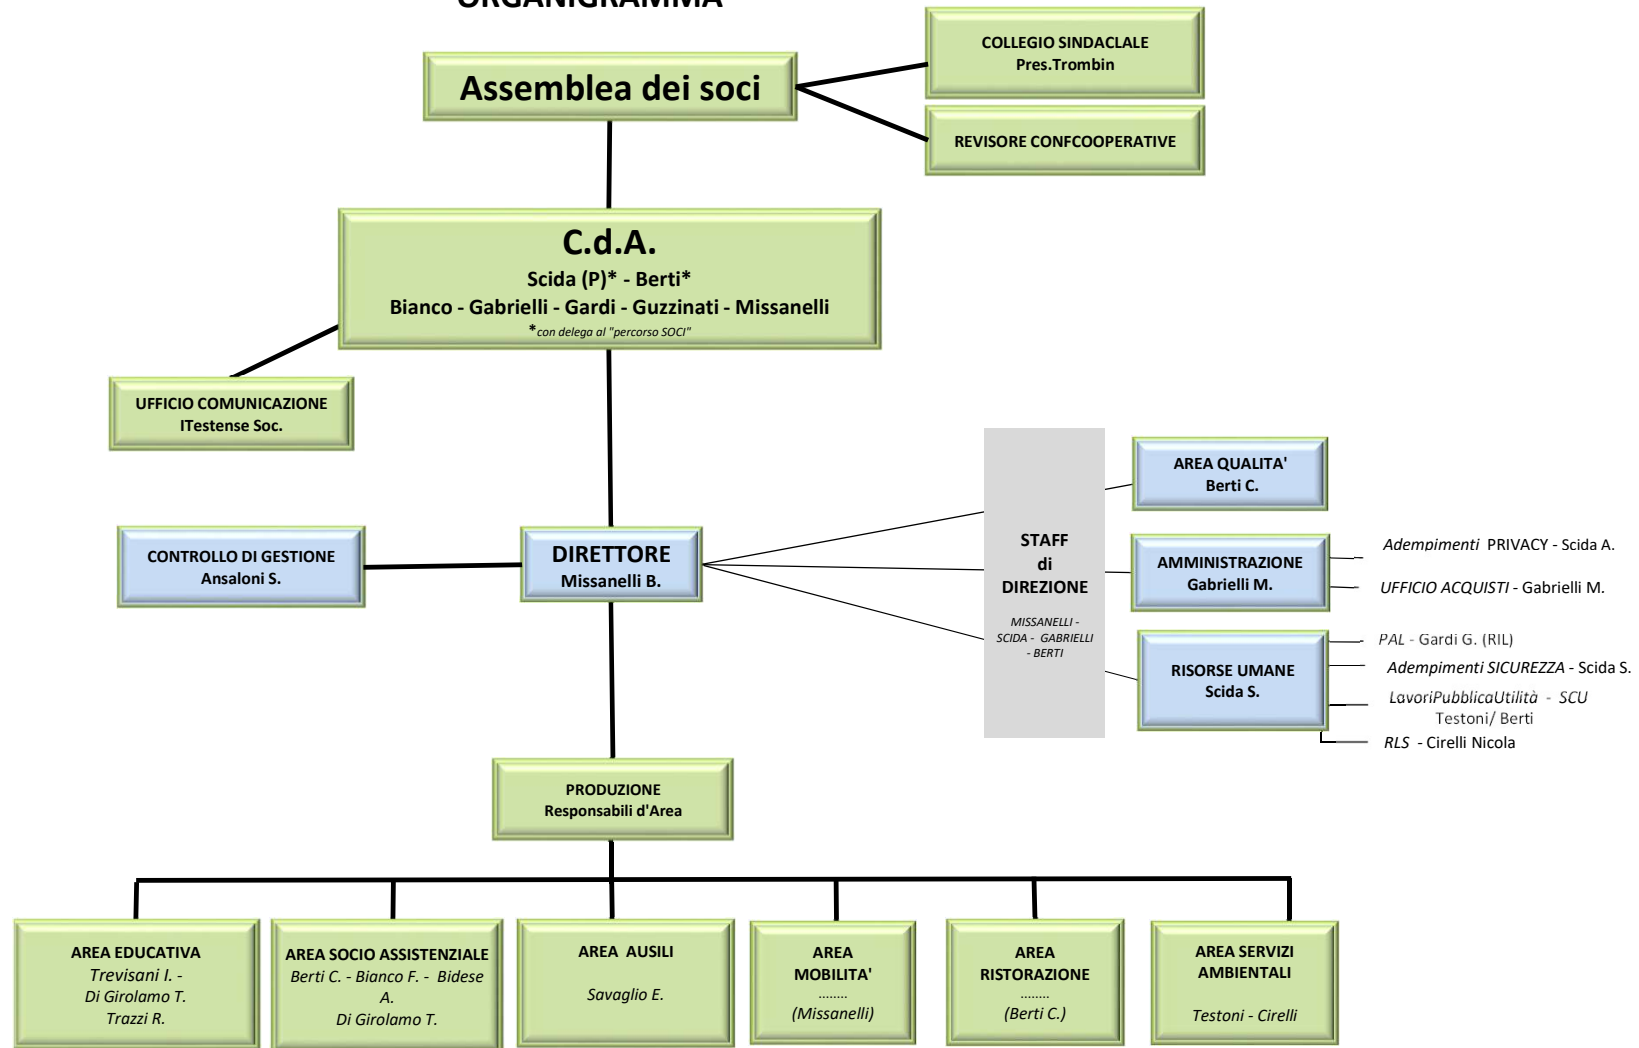 ORGANIGRAMMA
COLLEGIO SINDACLALE
Pres.Trombin
Assemblea dei soci
REVISORE CONFCOOPERATIVE
C.d.A.
Scida (P)* - Berti*
Bianco - Gabrielli - Gardi - Guzzinati - Missanelli
*con delega al "percorso SOCI"
UFFICIO COMUNICAZIONE
ITestense Soc.
AREA QUALITA'
Berti C.
CONTROLLO DI GESTIONE
Ansaloni S.
DIRETTORE
Missanelli B.
STAFF
di
DIREZIONE
MISSANELLI -
SCIDA - GABRIELLI
- BERTI
AMMINISTRAZIONE
Gabrielli M.
Adempimenti PRIVACY - Scida A.
UFFICIO ACQUISTI - Gabrielli M.
RISORSE UMANE
Scida S.
PAL - Gardi G. (RIL)
Adempimenti SICUREZZA - Scida S.
LavoriPubblicaUtilità - SCU
Testoni/ Berti
RLS - Cirelli Nicola
PRODUZIONE
Responsabili d'Area
AREA EDUCATIVA
Trevisani I. -
Di Girolamo T.
Trazzi R.
AREA SOCIO ASSISTENZIALE
Berti C. - Bianco F. - Bidese
A.
Di Girolamo T.
AREA AUSILI
Savaglio E.
AREA
MOBILITA'
........
(Missanelli)
AREA
RISTORAZIONE
........
(Berti C.)
AREA SERVIZI
AMBIENTALI
Testoni - Cirelli